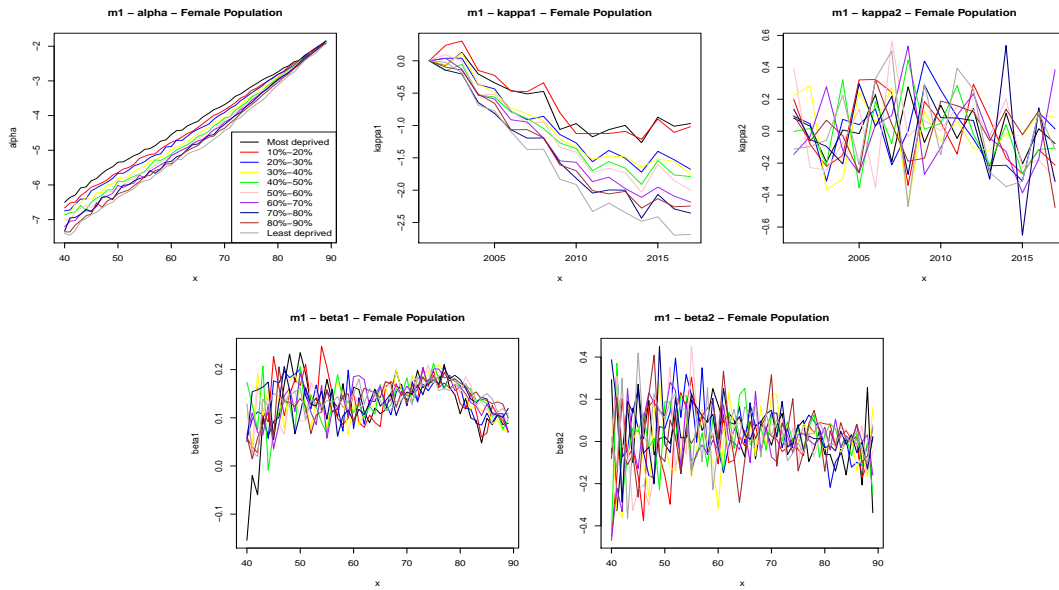 m1 − alpha − Female Population
alpha
−2
−3
−4
−5
−6
−7
40 50 60 70 80 90
x
Most deprived
10%−20%
20%−30%
30%−40%
40%−50%
50%−60%
60%−70%
70%−80%
80%−90%
Least deprived
m1 − kappa1 − Female Population
kappa1
0.0
−0.5
−1.0
−1.5
−2.0
−2.5
2005 2010 2015
x
m1 − kappa2 − Female Population
kappa2
0.6
0.4
0.2
0.0
−0.2
−0.4
−0.6
2005 2010 2015
x
m1 − beta1 − Female Population
beta1
0.2
0.1
0.0
−0.1
40 50 60 70 80 90
x
m1 − beta2 − Female Population
beta2
0.4
0.2
0.0
−0.2
−0.4
40 50 60 70 80 90
x